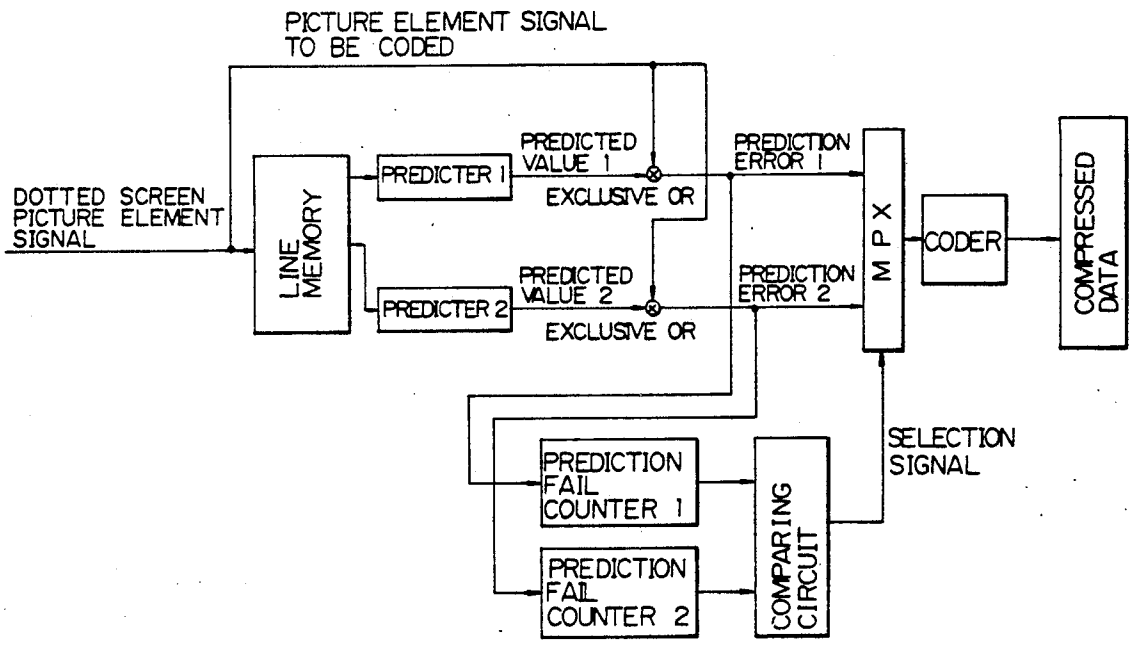 PICTURE ELEMENT SIGNAL
TO BE CODED
DOTTED SCREEN
PICTURE ELEMENT
SIGNAL
LINE
MEMORY
PREDICTER 1
PREDICTED
VALUE 1
EXCLUSIVE OR
PREDICTION
ERROR 1
PREDICTER 2
PREDICTED
VALUE 2
EXCLUSIVE OR
PREDICTION
ERROR 2
MPX
CODER
COMPRESSED
DATA
PREDICTION
FAIL
COUNTER 1
PREDICTION
FAIL
COUNTER 2
COMPARING
CIRCUIT
SELECTION
SIGNAL